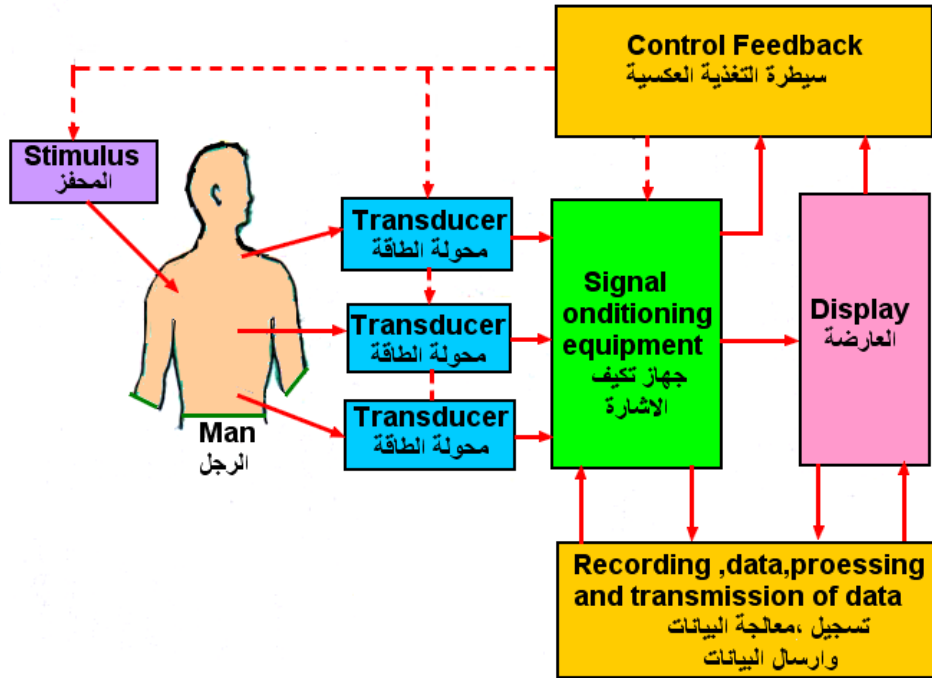 Control Feedback
سيطرة التغذية العكسية
Stimulus
المحفز
Transducer
محولة الطاقة
Transducer
محولة الطاقة
Transducer
محولة الطاقة
Man
الرجل
Signal
onditioning
equipment
جهاز تكيف
الاشارة
Display
العارضة
Recording ,data,proessing
and transmission of data
تسجيل ،معالجة البيانات
وارسال البيانات